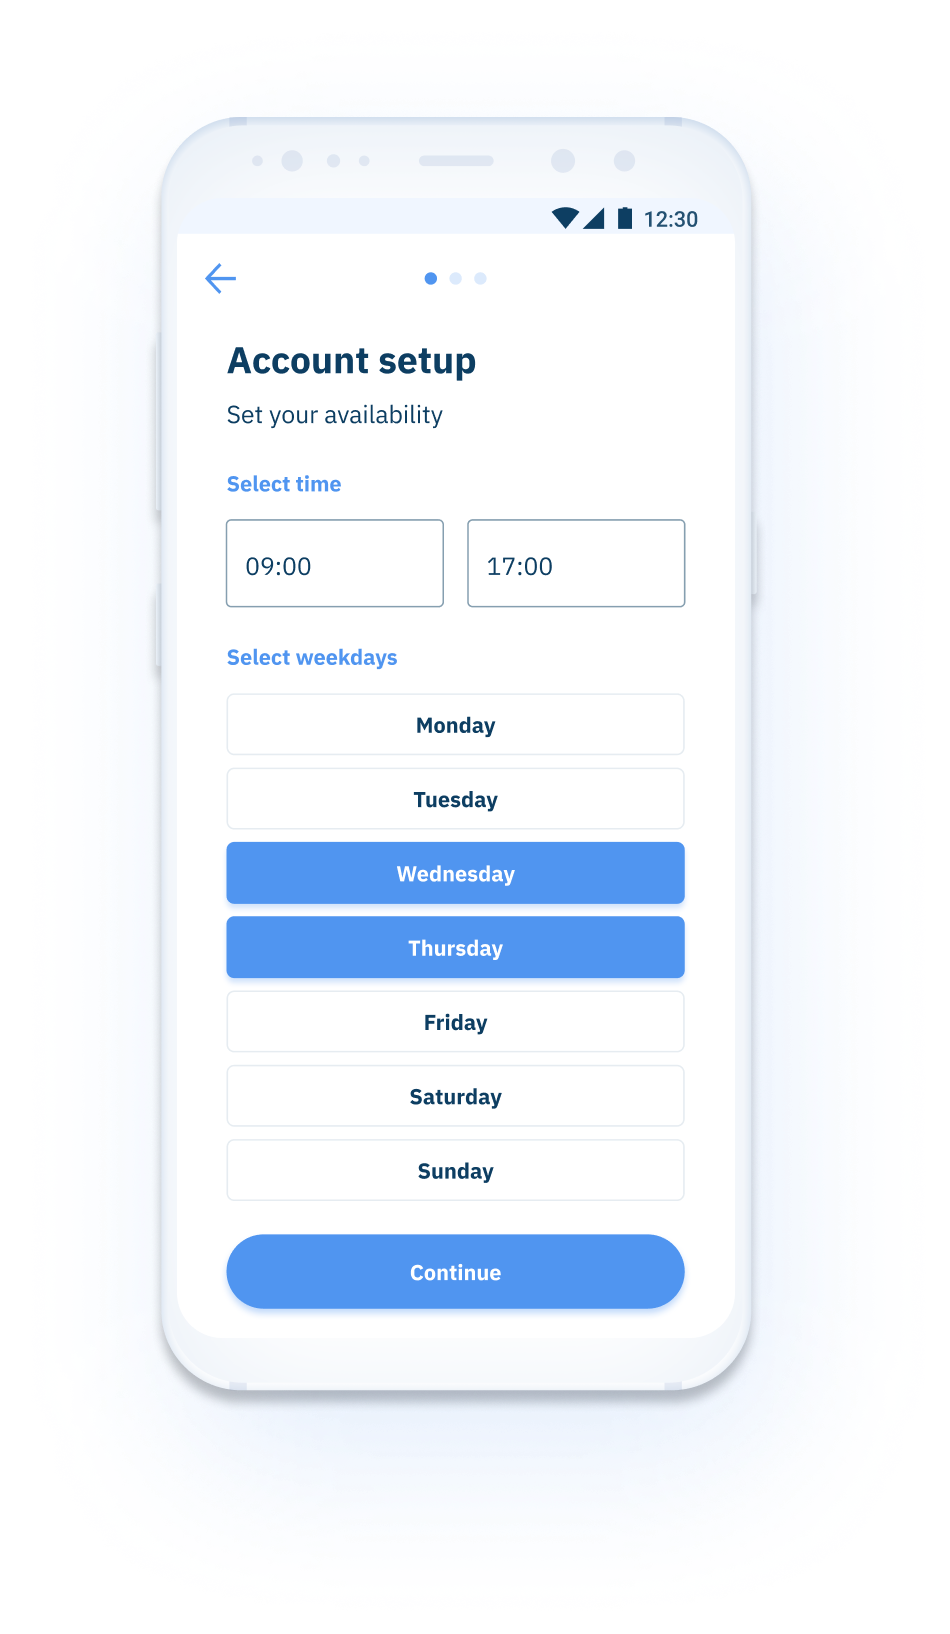 12:30
Account setup
Set your availability
Select time
09:00 17:00
Select weekdays
Monday
Tuesday
Wednesday
Thursday
Friday
Saturday
Sunday
Continue